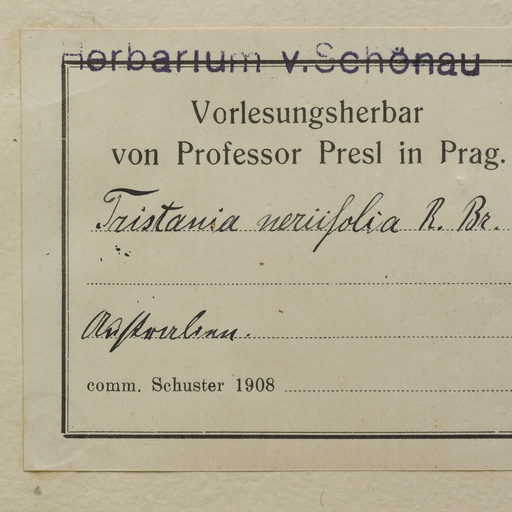 Herbarium v. Schönau
Vorlesungsherbar
von Professor Presl in Prag.
Tristania neriifolia R. Br.
Australien.
comm. Schuster 1908